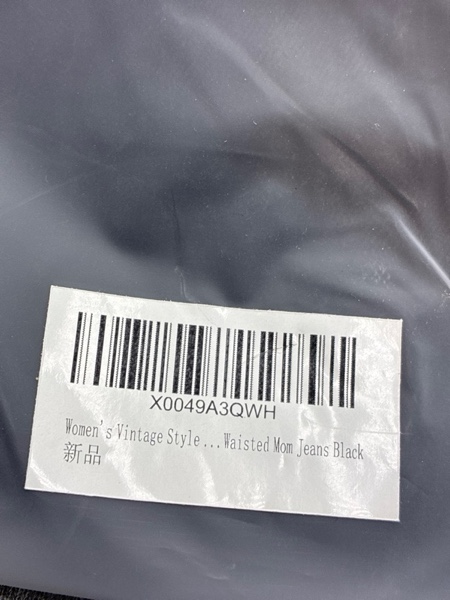 X0049A3QWH
Women's Vintage Style ... Waisted Mom Jeans Black
新品